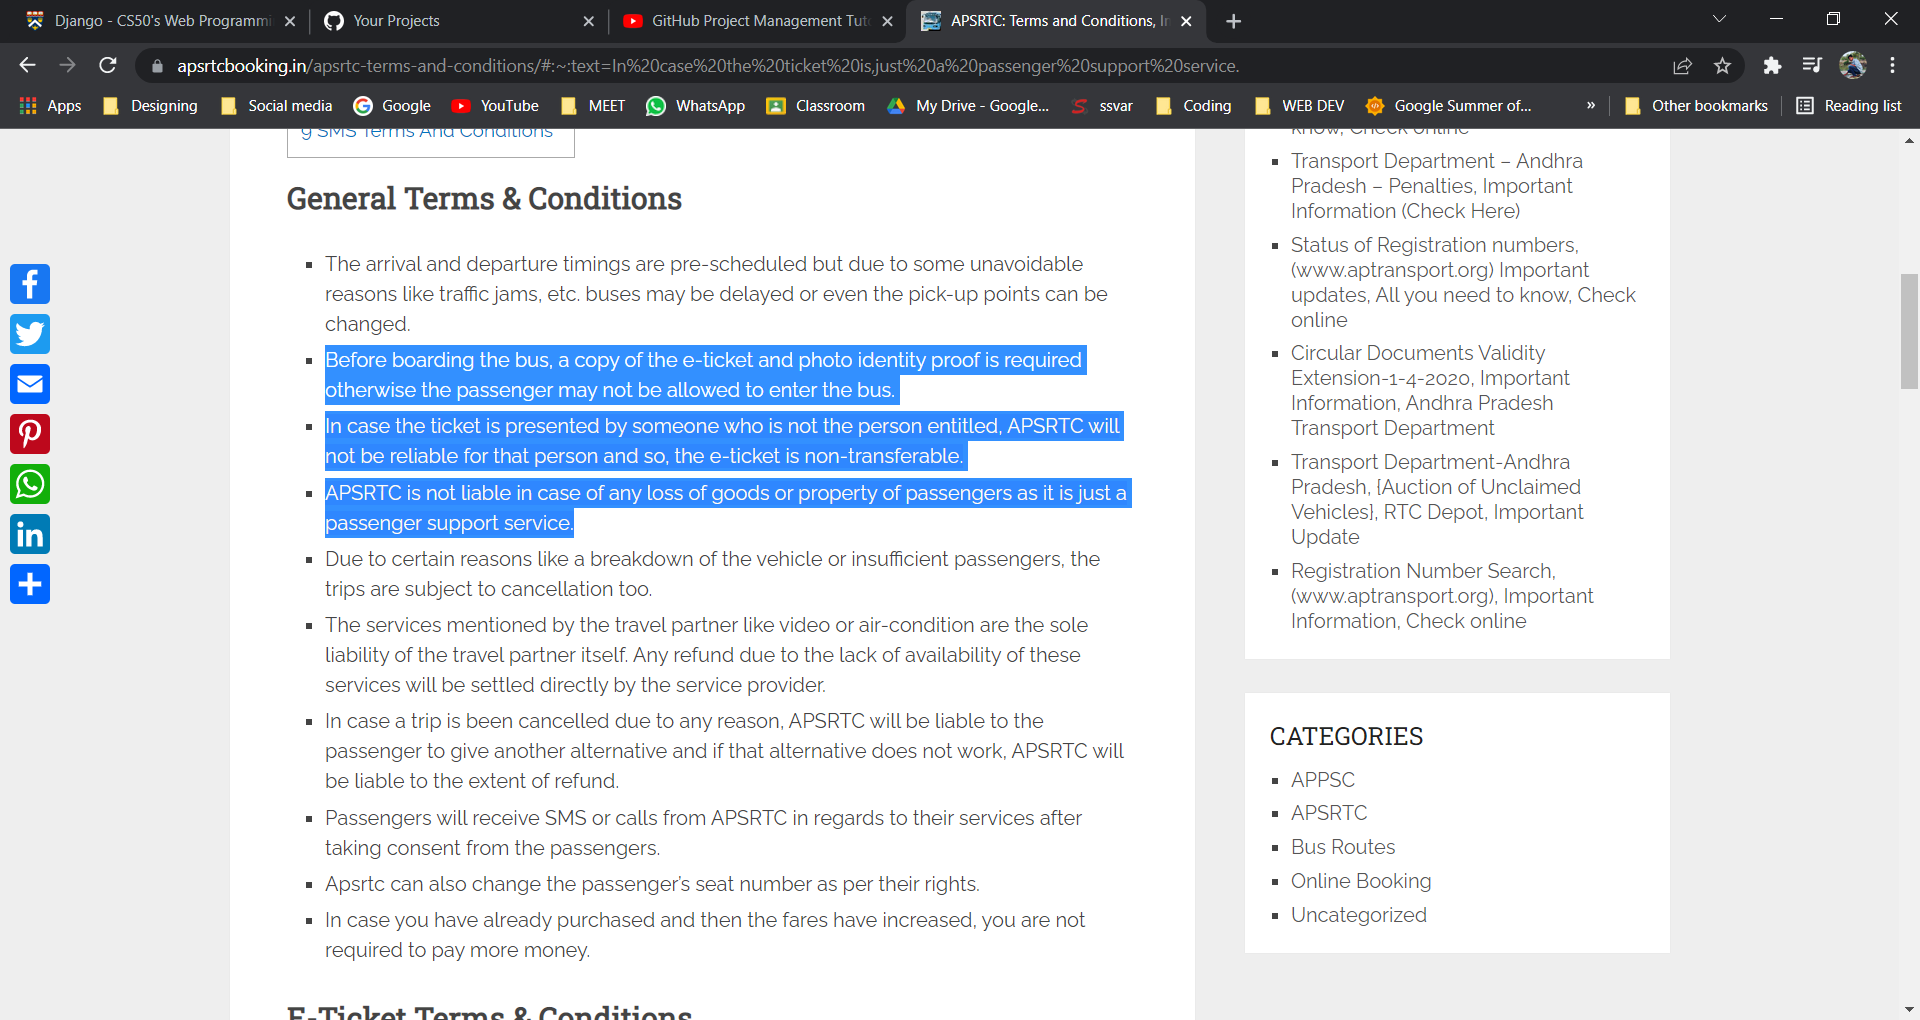 Django - CS50's Web Programmi
Your Projects
GitHub Project Management Tuto
APSRTC: Terms and Conditions, In
apsrtcbooking.in/apsrtc-terms-and-conditions/#:~:text=In%20case%20the%20ticket%20is,just%20a%20passenger%20support%20service.
Apps
Designing
Social media
Google
YouTube
MEET
WhatsApp
Classroom
My Drive - Google...
ssvar
Coding
WEB DEV
Google Summer of...
»
Other bookmarks
Reading list
9 SMS Terms And Conditions
General Terms & Conditions
The arrival and departure timings are pre-scheduled but due to some unavoidable
reasons like traffic jams, etc. buses may be delayed or even the pick-up points can be
changed.
Before boarding the bus, a copy of the e-ticket and photo identity proof is required
otherwise the passenger may not be allowed to enter the bus.
In case the ticket is presented by someone who is not the person entitled, APSRTC will
not be reliable for that person and so, the e-ticket is non-transferable.
APSRTC is not liable in case of any loss of goods or property of passengers as it is just a
passenger support service.
Due to certain reasons like a breakdown of the vehicle or insufficient passengers, the
trips are subject to cancellation too.
The services mentioned by the travel partner like video or air-condition are the sole
liability of the travel partner itself. Any refund due to the lack of availability of these
services will be settled directly by the service provider.
In case a trip is been cancelled due to any reason, APSRTC will be liable to the
passenger to give another alternative and if that alternative does not work, APSRTC will
be liable to the extent of refund.
Passengers will receive SMS or calls from APSRTC in regards to their services after
taking consent from the passengers.
Apsrtc can also change the passenger's seat number as per their rights.
In case you have already purchased and then the fares have increased, you are not
required to pay more money.
E-Ticket Terms & Conditions
know, Check online
Transport Department – Andhra
Pradesh – Penalties, Important
Information (Check Here)
Status of Registration numbers,
(www.aptransport.org) Important
updates, All you need to know, Check
online
Circular Documents Validity
Extension-1-4-2020, Important
Information, Andhra Pradesh
Transport Department
Transport Department-Andhra
Pradesh, {Auction of Unclaimed
Vehicles}, RTC Depot, Important
Update
Registration Number Search,
(www.aptransport.org), Important
Information, Check online
CATEGORIES
APPSC
APSRTC
Bus Routes
Online Booking
Uncategorized